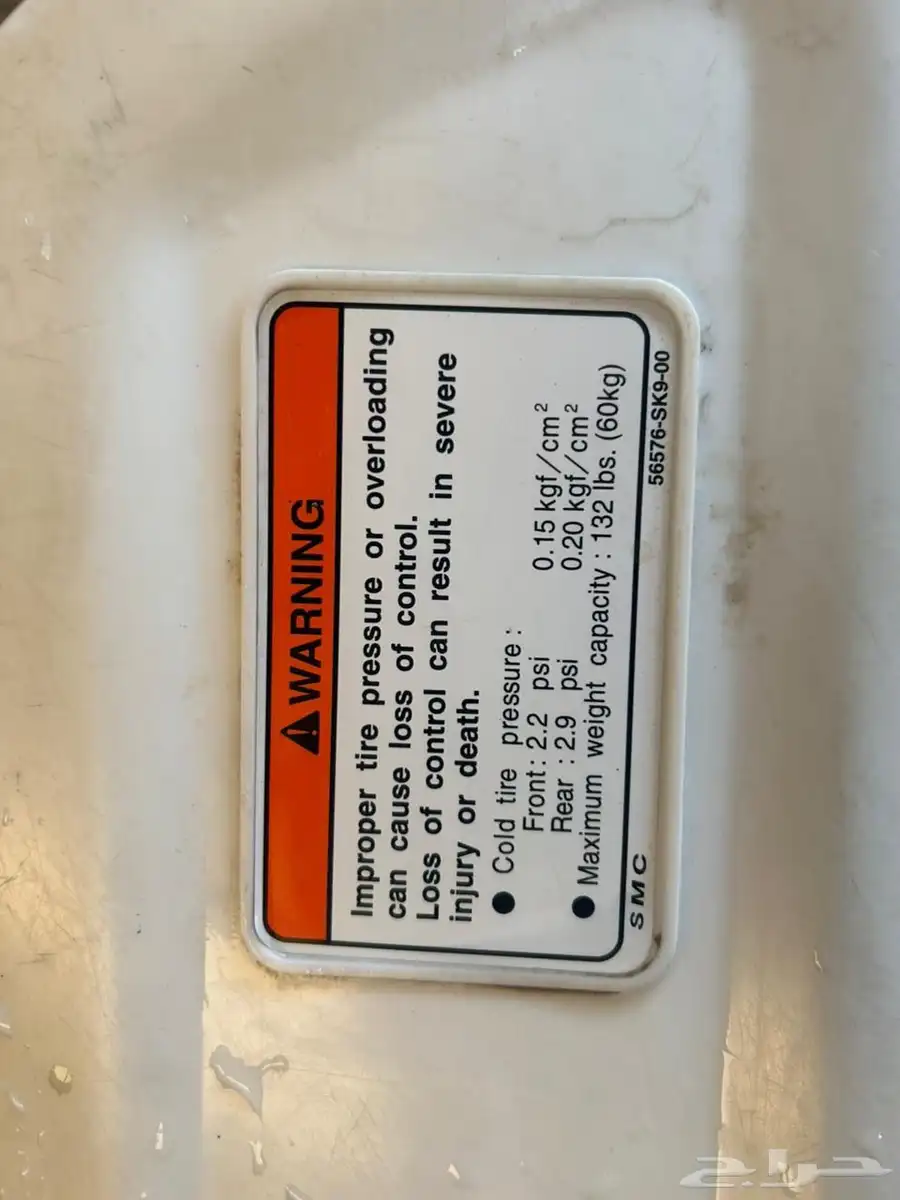 ⚠WARNING
Improper tire pressure or overloading
can cause loss of control.
Loss of control can result in severe
injury or death.
● Cold tire pressure :
Front : 2.2 psi 0.15 kgf/cm²
Rear : 2.9 psi 0.20 kgf/cm²
● Maximum weight capacity : 132 lbs. (60kg)
SMC 56576-SK9-00
حراج